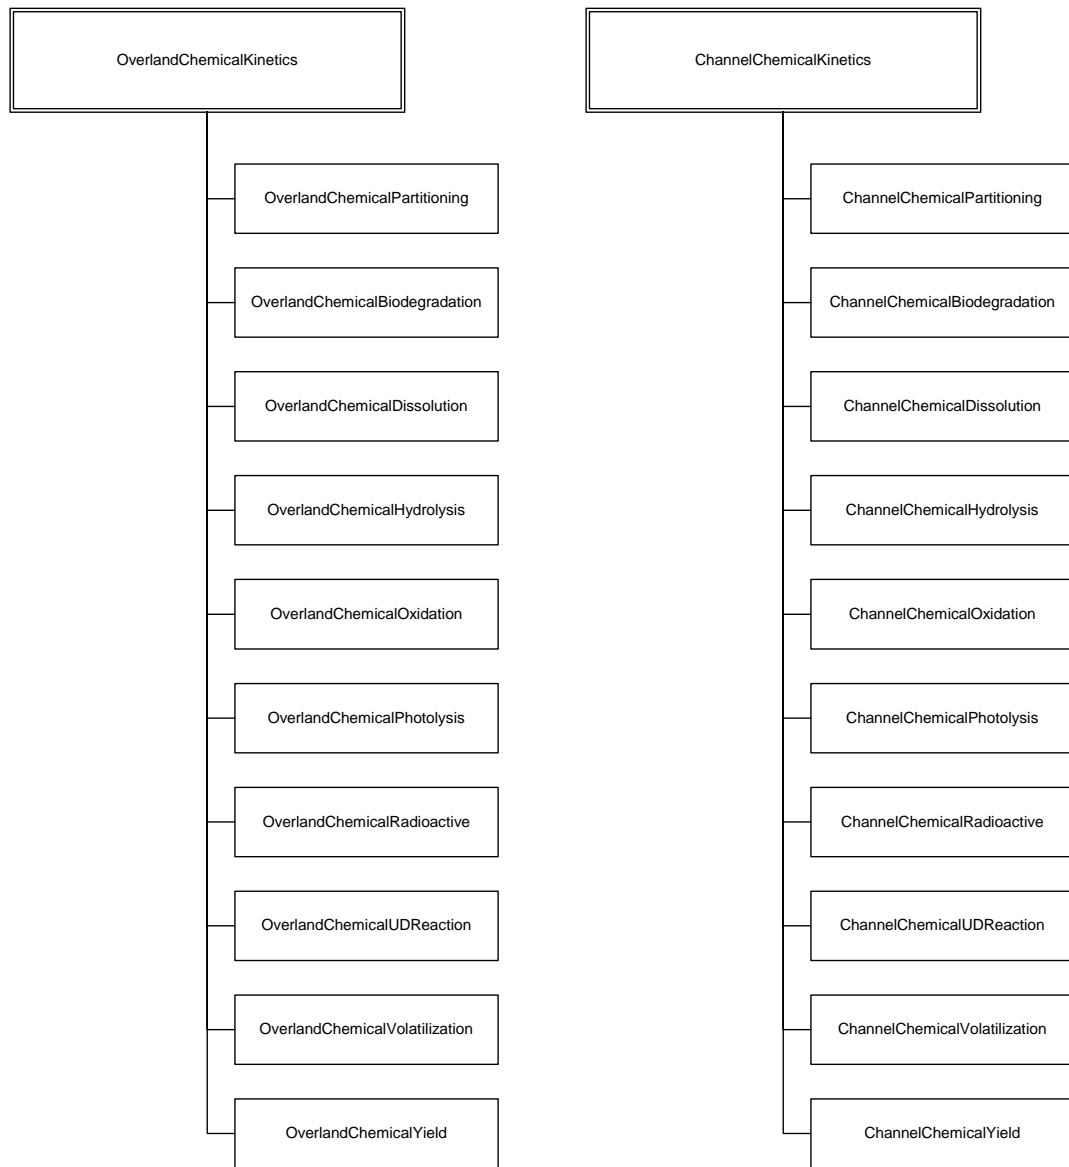 OverlandChemicalKinetics
ChannelChemicalKinetics
OverlandChemicalPartitioning
ChannelChemicalPartitioning
OverlandChemicalBiodegradation
ChannelChemicalBiodegradation
OverlandChemicalDissolution
ChannelChemicalDissolution
OverlandChemicalHydrolysis
ChannelChemicalHydrolysis
OverlandChemicalOxidation
ChannelChemicalOxidation
OverlandChemicalPhotolysis
ChannelChemicalPhotolysis
OverlandChemicalRadioactive
ChannelChemicalRadioactive
OverlandChemicalUDReaction
ChannelChemicalUDReaction
OverlandChemicalVolatilization
ChannelChemicalVolatilization
OverlandChemicalYield
ChannelChemicalYield